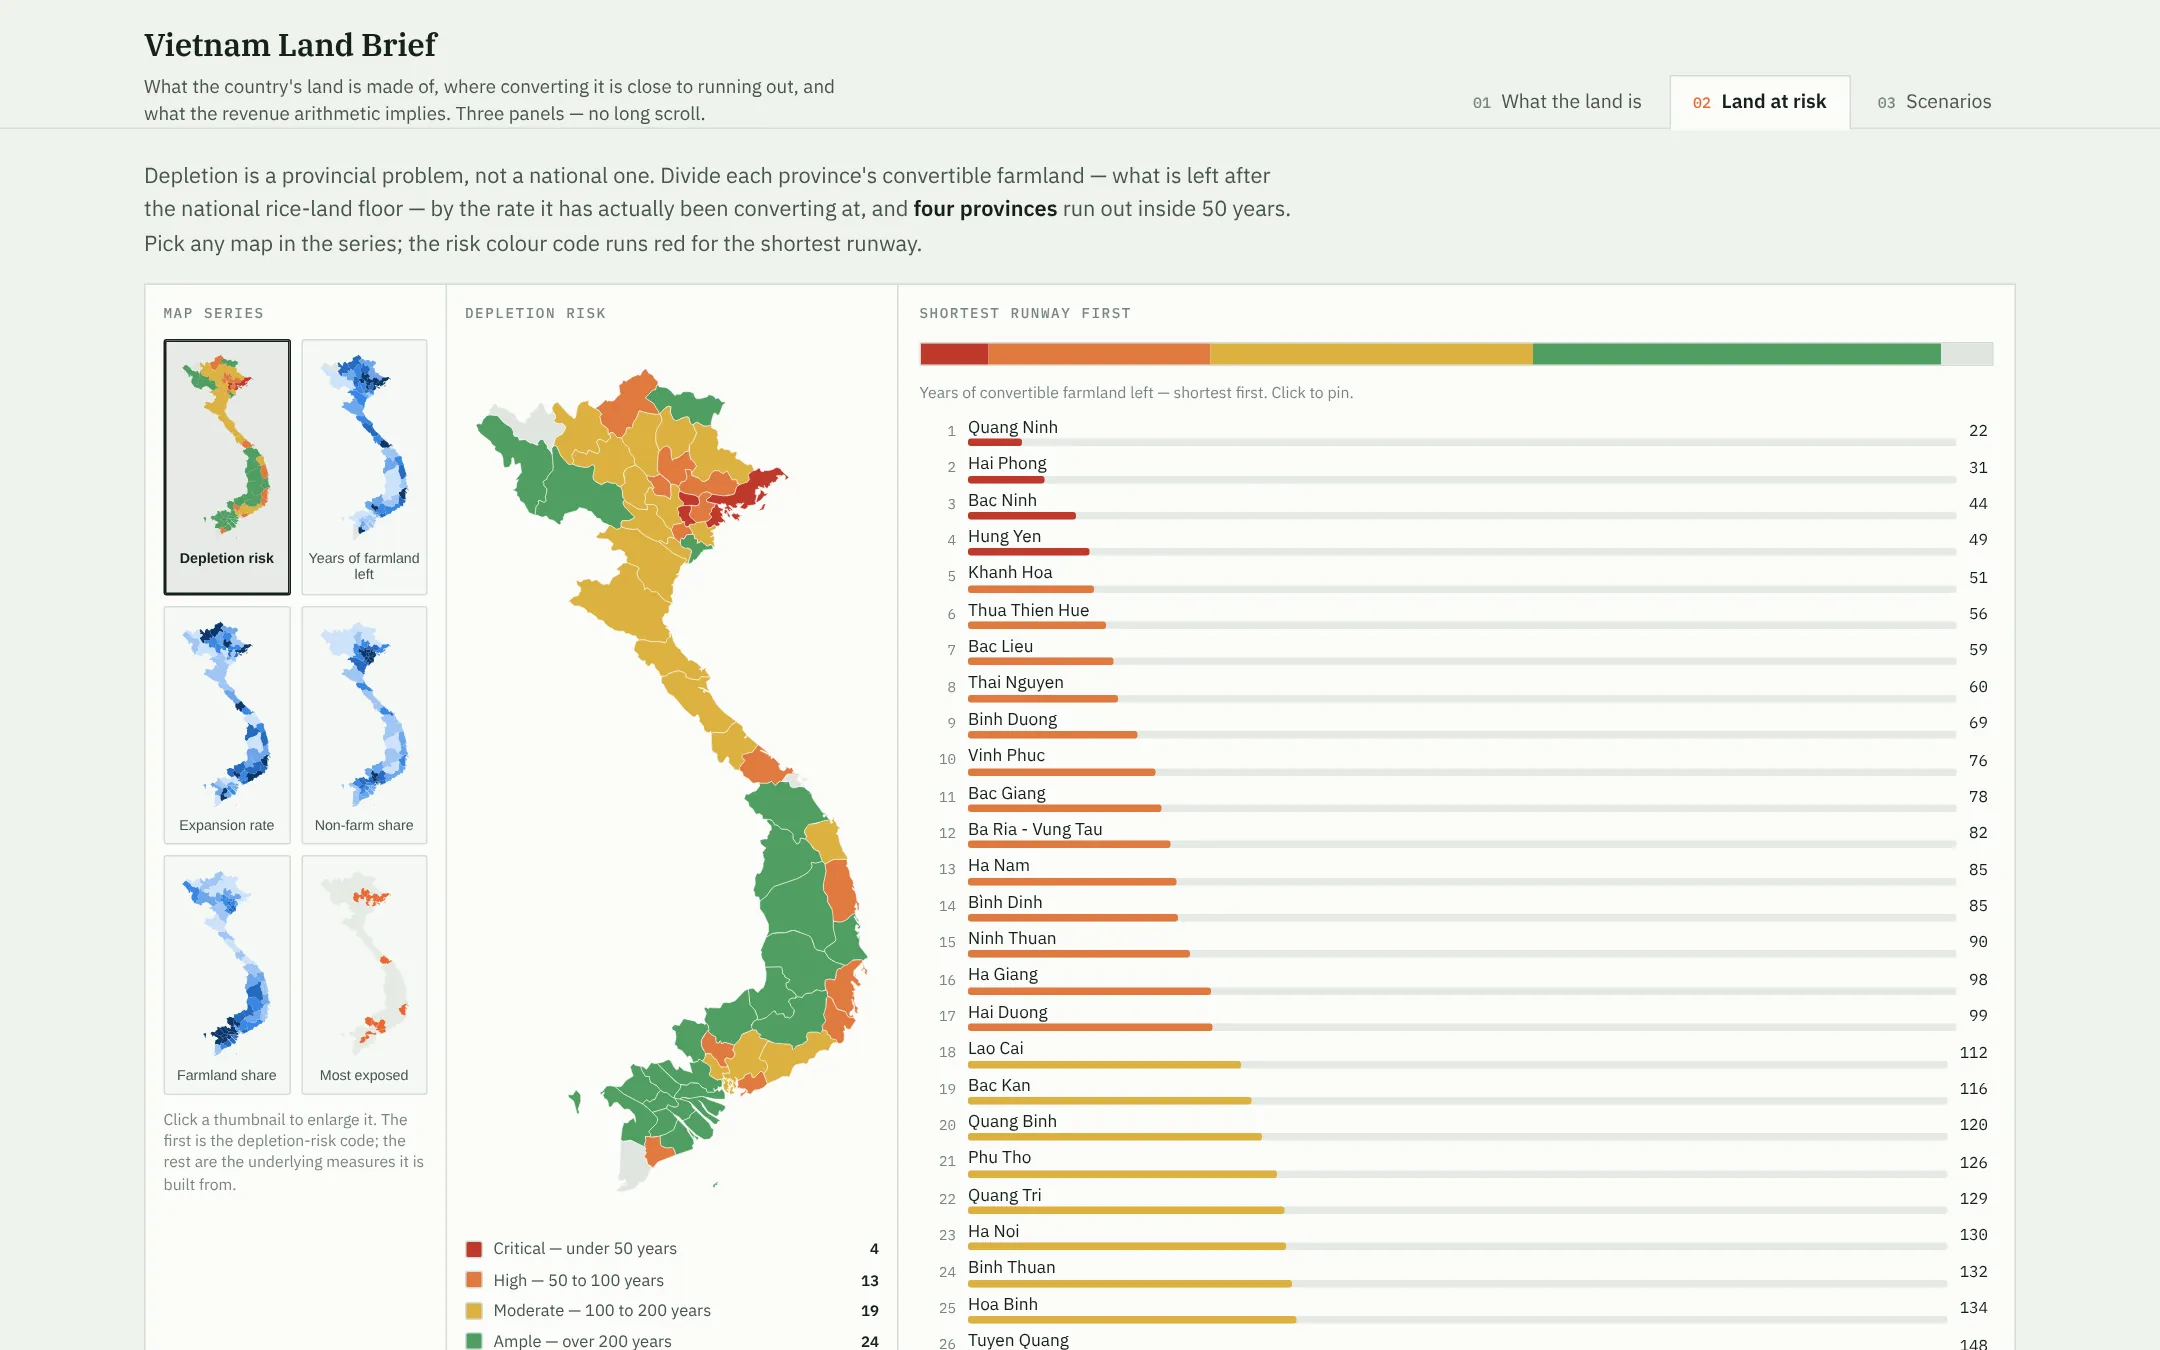 Vietnam Land Brief
What the country's land is made of, where converting it is close to running out, and
what the revenue arithmetic implies. Three panels — no long scroll.
01 What the land is
02 Land at risk
03 Scenarios
Depletion is a provincial problem, not a national one. Divide each province's convertible farmland — what is left after
the national rice-land floor — by the rate it has actually been converting at, and four provinces run out inside 50 years.
Pick any map in the series; the risk colour code runs red for the shortest runway.
MAP SERIES
Depletion risk
Years of farmland
left
Expansion rate
Non-farm share
Farmland share
Most exposed
Click a thumbnail to enlarge it. The
first is the depletion-risk code; the
rest are the underlying measures it is
built from.
DEPLETION RISK
Critical — under 50 years 4
High — 50 to 100 years 13
Moderate — 100 to 200 years 19
Ample — over 200 years 24
SHORTEST RUNWAY FIRST
Years of convertible farmland left — shortest first. Click to pin.
1 Quang Ninh 22
2 Hai Phong 31
3 Bac Ninh 44
4 Hung Yen 49
5 Khanh Hoa 51
6 Thua Thien Hue 56
7 Bac Lieu 59
8 Thai Nguyen 60
9 Binh Duong 69
10 Vinh Phuc 76
11 Bac Giang 78
12 Ba Ria - Vung Tau 82
13 Ha Nam 85
14 Bình Dinh 85
15 Ninh Thuan 90
16 Ha Giang 98
17 Hai Duong 99
18 Lao Cai 112
19 Bac Kan 116
20 Quang Binh 120
21 Phu Tho 126
22 Quang Tri 129
23 Ha Noi 130
24 Binh Thuan 132
25 Hoa Binh 134
26 Tuyen Quang 148